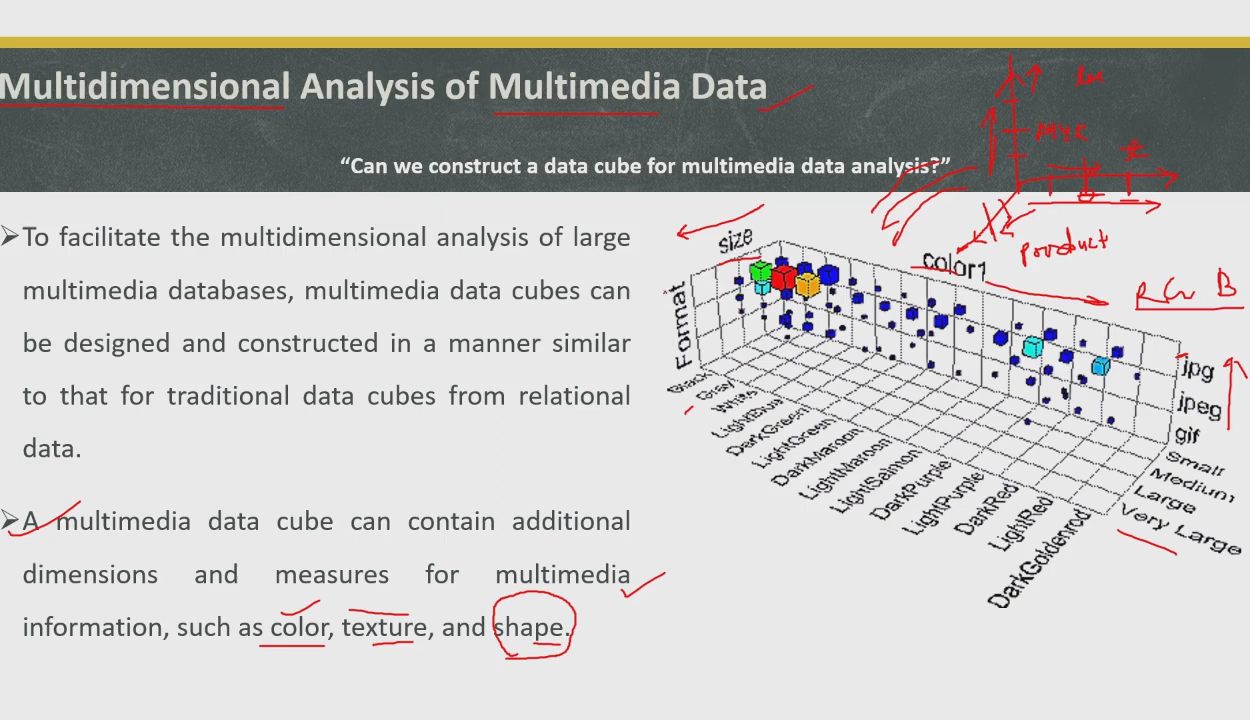 Multidimensional Analysis of Multimedia Data
“Can we construct a data cube for multimedia data analysis?”
➢To facilitate the multidimensional analysis of large
multimedia databases, multimedia data cubes can
be designed and constructed in a manner similar
to that for traditional data cubes from relational
data.
➢A multimedia data cube can contain additional
dimensions and measures for multimedia
information, such as color, texture, and shape.
product
size
color1
Format
R G B
jpg
jpeg
gif
Small
Medium
Large
Very Large
Black
Gray
White
LightBlue
DarkGreen
LightGreen
DarkMaroon
LightMaroon
LightSalmon
DarkPurple
LightPurple
DarkRed
LightRed
DarkGoldenrod